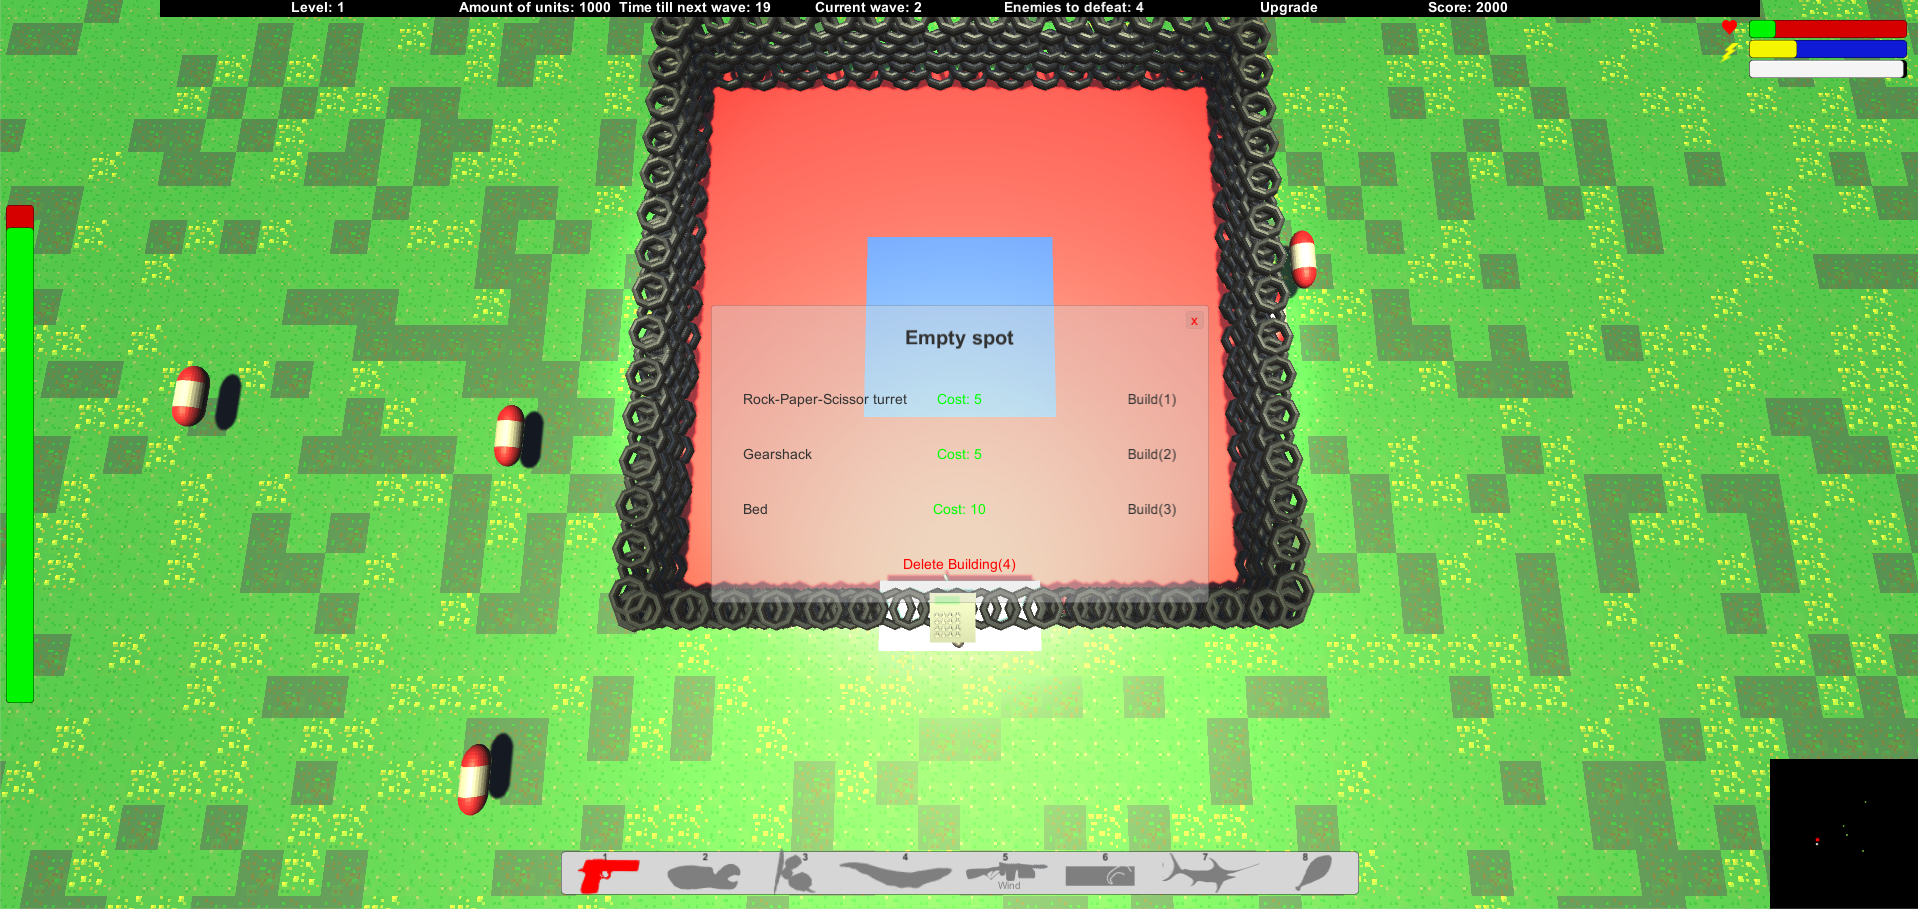 Level: 1 Amount of units: 1000 Time till next wave: 19 Current wave: 2 Enemies to defeat: 4 Upgrade Score: 2000
x
Empty spot
Rock-Paper-Scissor turret Cost: 5 Build(1)
Gearshack Cost: 5 Build(2)
Bed Cost: 10 Build(3)
Delete Building(4)
1 2 3 4 5 6 7 8
Wind